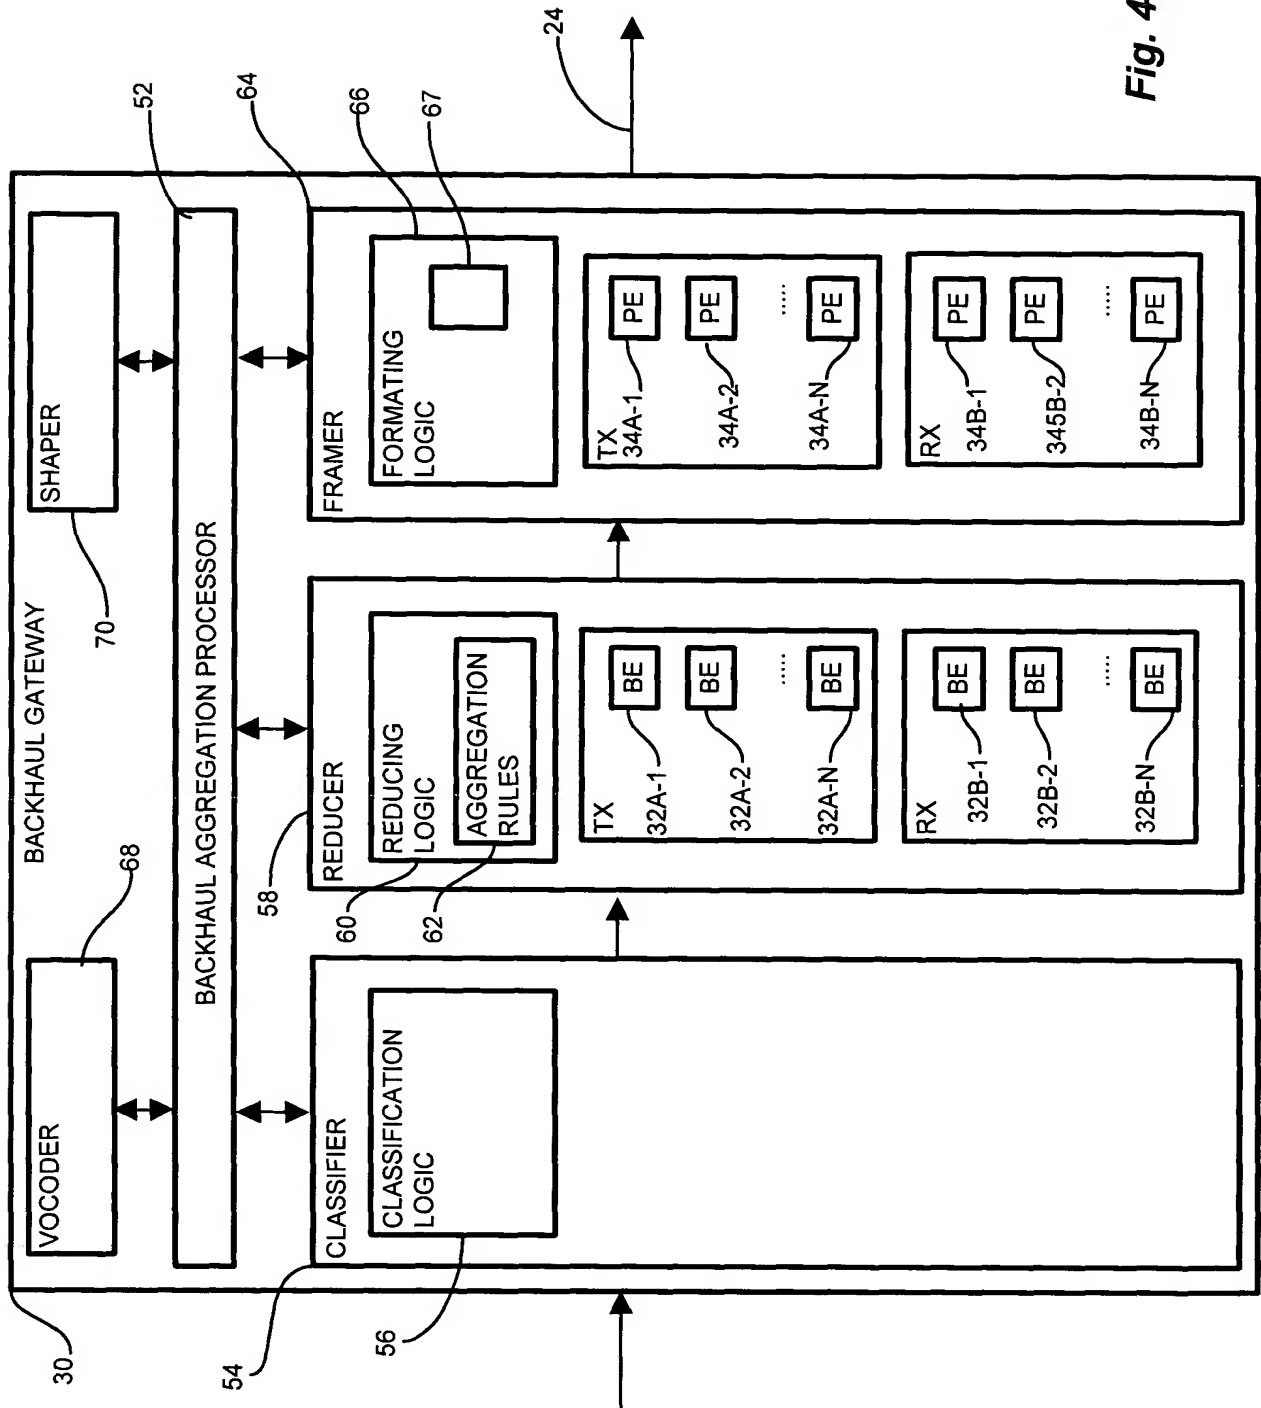 30
BACKHAUL GATEWAY
VOCODER
68
SHAPER
70
52
BACKHAUL AGGREGATION PROCESSOR
54
CLASSIFIER
CLASSIFICATION
LOGIC
56
58
REDUCER
REDUCING
LOGIC
AGGREGATION
RULES
60
62
TX
32A-1
BE
32A-2
BE
.....
32A-N
BE
RX
32B-1
BE
32B-2
BE
.....
32B-N
BE
64
FRAMER
FORMATING
LOGIC
66
67
TX
34A-1
PE
34A-2
PE
.....
34A-N
PE
RX
34B-1
PE
345B-2
PE
.....
34B-N
PE
24
Fig. 4